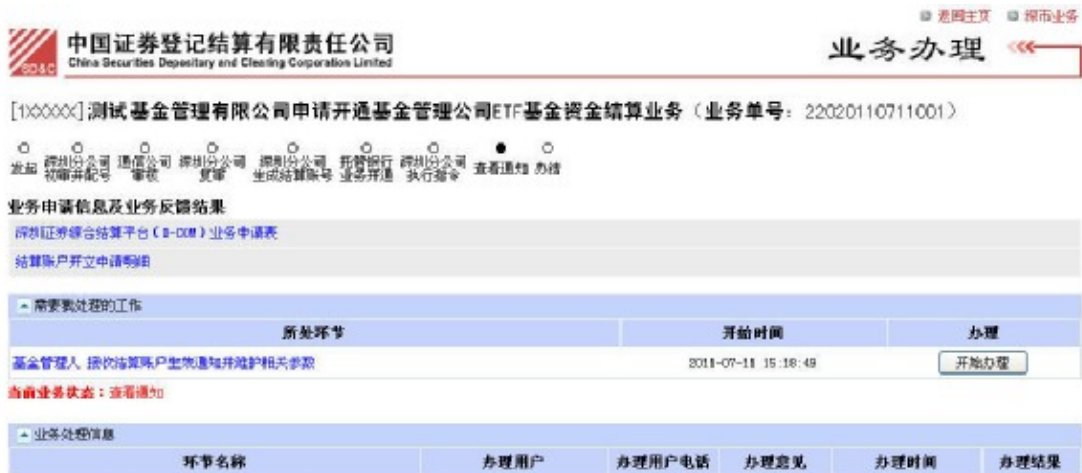 返回主页 深市业务
中国证券登记结算有限责任公司
China Securities Depository and Clearing Corporation Limited
SD&C
业务办理
[1XXXXX]测试基金管理有限公司申请开通基金管理公司ETF基金资金结算业务（业务单号：22020110711001）
发起 深圳分公司初审并配号 通信公司审核 深圳分公司复审 深圳分公司生成结算账号 托管银行业务开通 深圳分公司执行指令 查看通知 办结
业务申请信息及业务反馈结果
深圳证券综合结算平台(D-COM)业务申请表
结算账户开立申请明细
需要我处理的工作
所处环节 开始时间 办理
基金管理人 接收结算账户生效通知并维护相关参数 2011-07-11 15:18:49 开始办理
当前业务状态：查看通知
业务处理信息
环节名称 办理用户 办理用户电话 办理意见 办理时间 办理结果